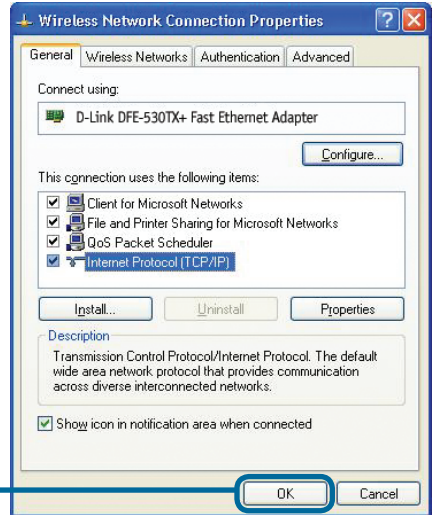 Wireless Network Connection Properties
General Wireless Networks Authentication Advanced
Connect using:
D-Link DFE-530TX+ Fast Ethernet Adapter
Configure...
This connection uses the following items:
Client for Microsoft Networks
File and Printer Sharing for Microsoft Networks
QoS Packet Scheduler
Internet Protocol (TCP/IP)
Install... Uninstall Properties
Description
Transmission Control Protocol/Internet Protocol. The default
wide area network protocol that provides communication
across diverse interconnected networks.
Show icon in notification area when connected
OK Cancel